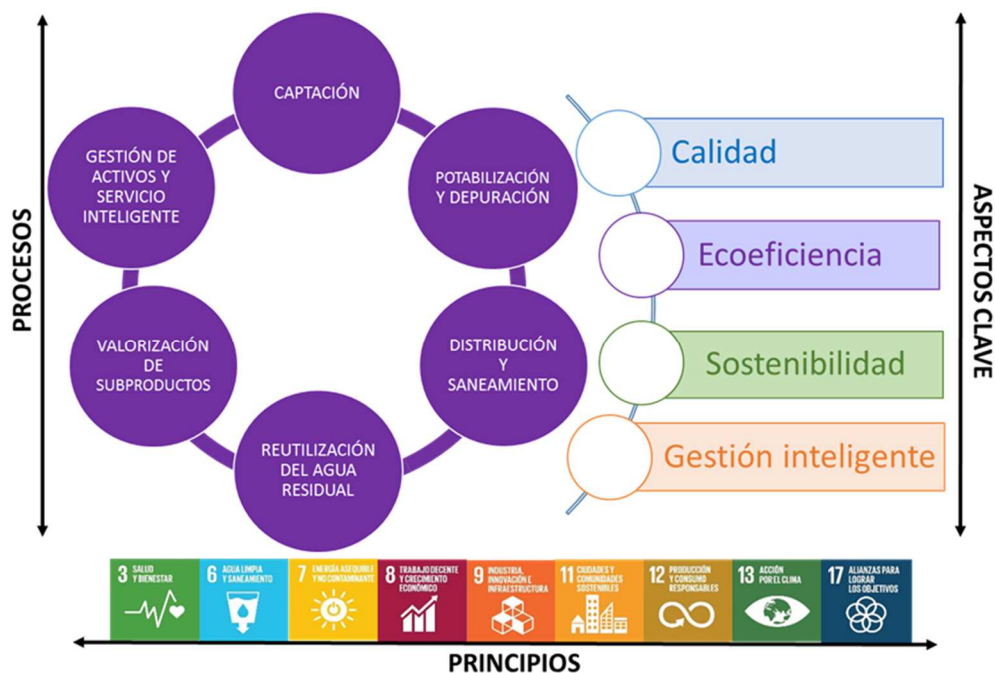 PROCESOS
CAPTACIÓN
POTABILIZACIÓN
Y DEPURACIÓN
DISTRIBUCIÓN
Y
SANEAMIENTO
REUTILIZACIÓN
DEL AGUA
RESIDUAL
VALORIZACIÓN
DE
SUBPRODUCTOS
GESTIÓN DE
ACTIVOS Y
SERVICIO
INTELIGENTE
Calidad
Ecoeficiencia
Sostenibilidad
Gestión inteligente
ASPECTOS CLAVE
3 SALUD
Y BIENESTAR
6 AGUA LIMPIA
Y SANEAMIENTO
7 ENERGÍA ASEQUIBLE
Y NO CONTAMINANTE
8 TRABAJO DECENTE
Y CRECIMIENTO
ECONÓMICO
9 INDUSTRIA,
INNOVACIÓN E
INFRAESTRUCTURA
11 CIUDADES Y
COMUNIDADES
SOSTENIBLES
12 PRODUCCIÓN
Y CONSUMO
RESPONSABLES
13 ACCIÓN
POR EL CLIMA
17 ALIANZAS PARA
LOGRAR
LOS OBJETIVOS
PRINCIPIOS